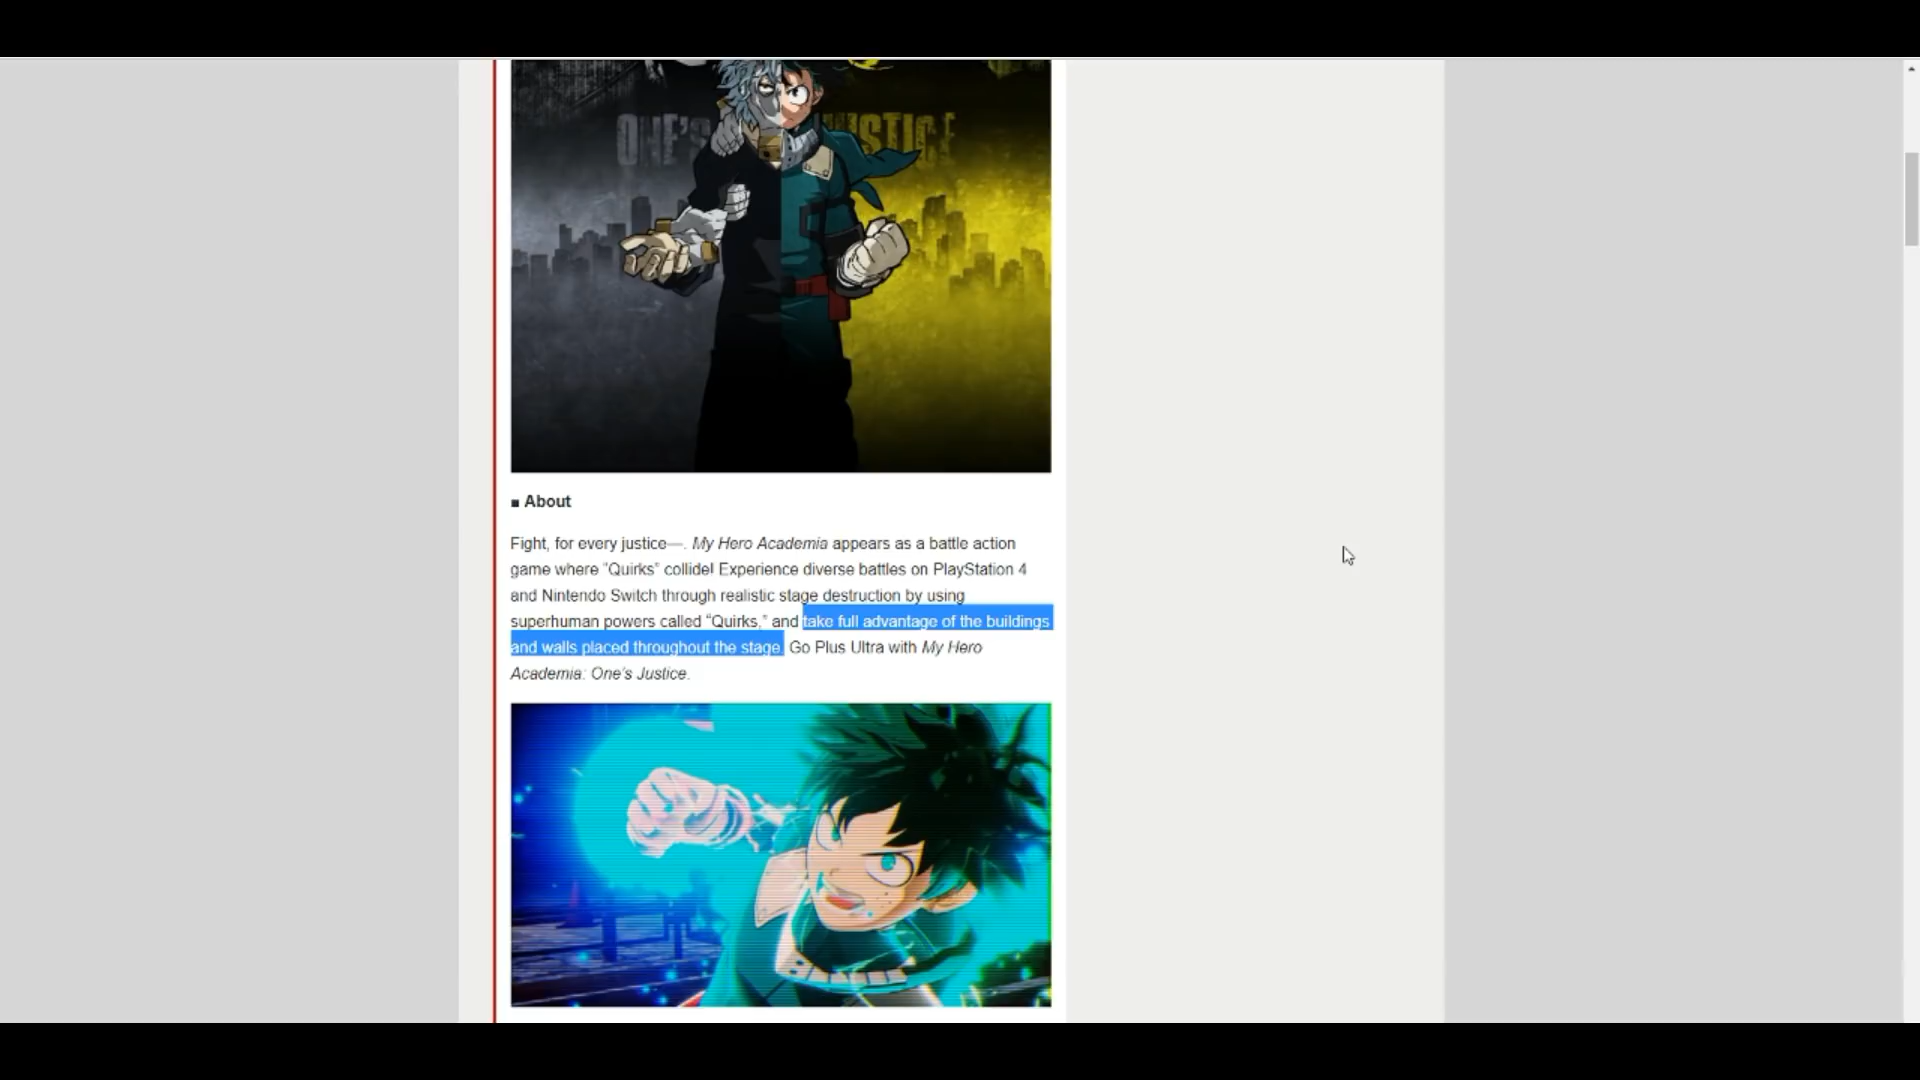 ONE'S JUSTICE
■ About
Fight, for every justice—. My Hero Academia appears as a battle action
game where “Quirks” collide! Experience diverse battles on PlayStation 4
and Nintendo Switch through realistic stage destruction by using
superhuman powers called “Quirks,” and take full advantage of the buildings
and walls placed throughout the stage. Go Plus Ultra with My Hero
Academia: One’s Justice.